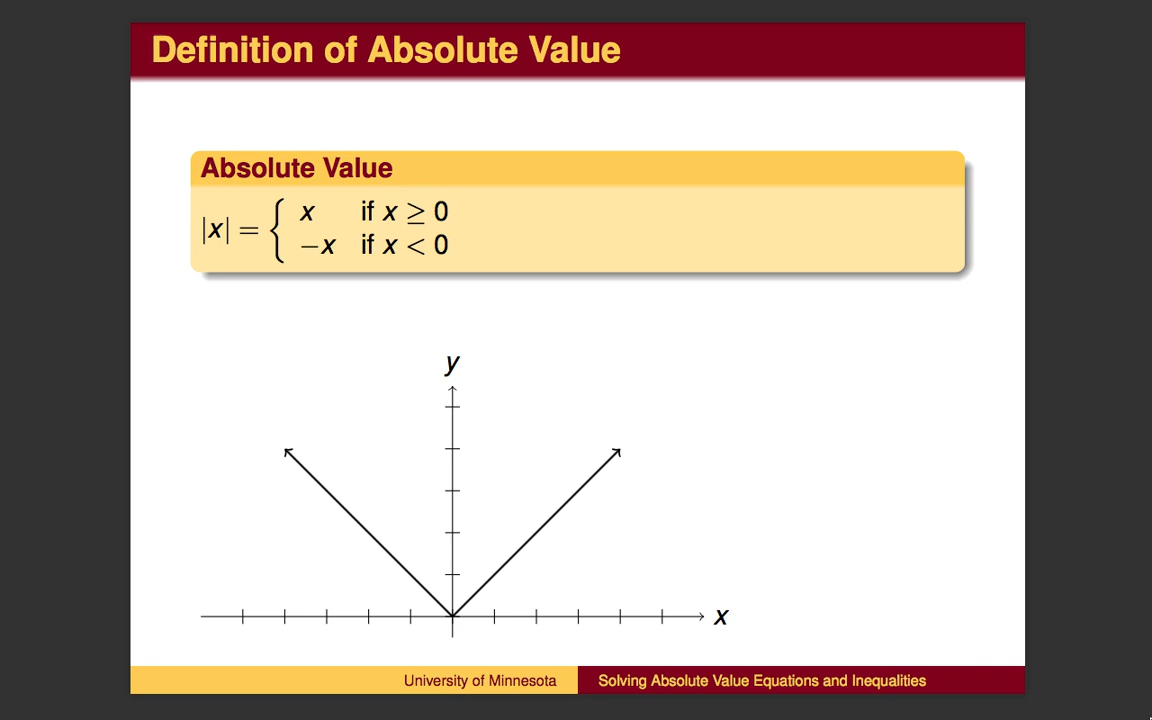 Definition of Absolute Value
Absolute Value
|x| = { x if x ≥ 0
−x if x < 0
y
x
University of Minnesota
Solving Absolute Value Equations and Inequalities